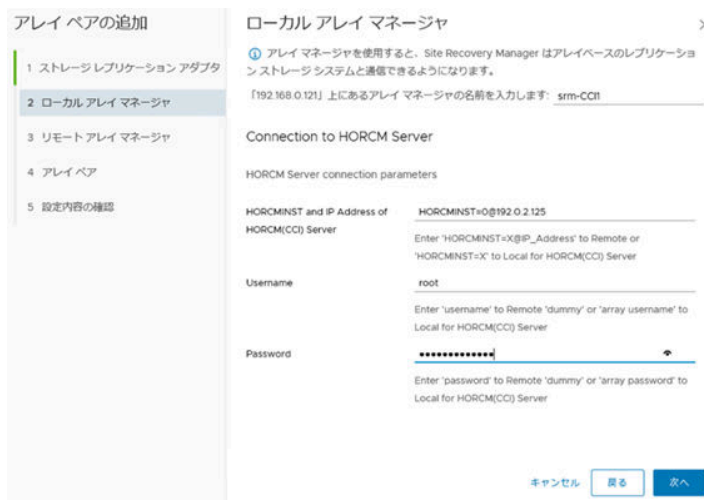 アレイ ペアの追加
1 ストレージ レプリケーション アダプタ
2 ローカル アレイ マネージャ
3 リモート アレイ マネージャ
4 アレイ ペア
5 設定内容の確認
ローカル アレイ マネージャ
アレイ マネージャを使用すると、Site Recovery Manager はアレイベースのレプリケーショ
ン ストレージ システムと通信できるようになります。
「192.168.0.121」上にあるアレイ マネージャの名前を入力します: srm-CCI1
Connection to HORCM Server
HORCM Server connection parameters
HORCMINST and IP Address of
HORCM(CCI) Server
HORCMINST=0@192.0.2.125
Enter 'HORCMINST=X@IP_Address' to Remote or
'HORCMINST=X' to Local for HORCM(CCI) Server
Username
root
Enter 'username' to Remote 'dummy' or 'array username' to
Local for HORCM(CCI) Server
Password
•••••••••••••
Enter 'password' to Remote 'dummy' or 'array password' to
Local for HORCM(CCI) Server
キャンセル 戻る 次へ